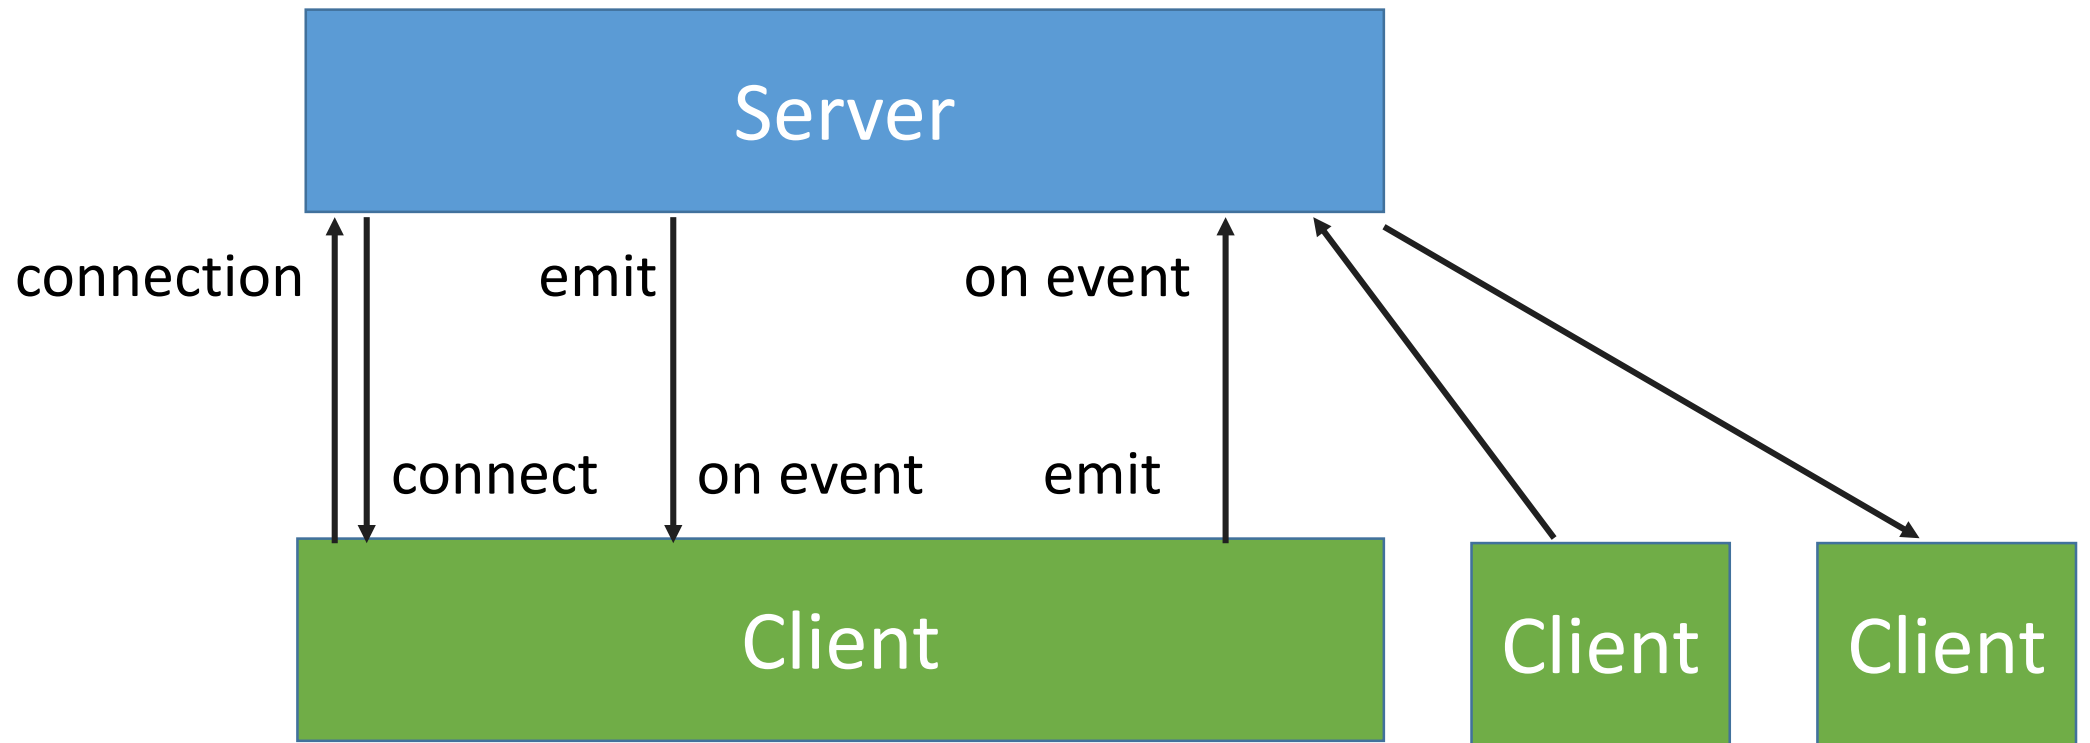 Server
connection
emit
on event
connect
on event
emit
Client
Client
Client